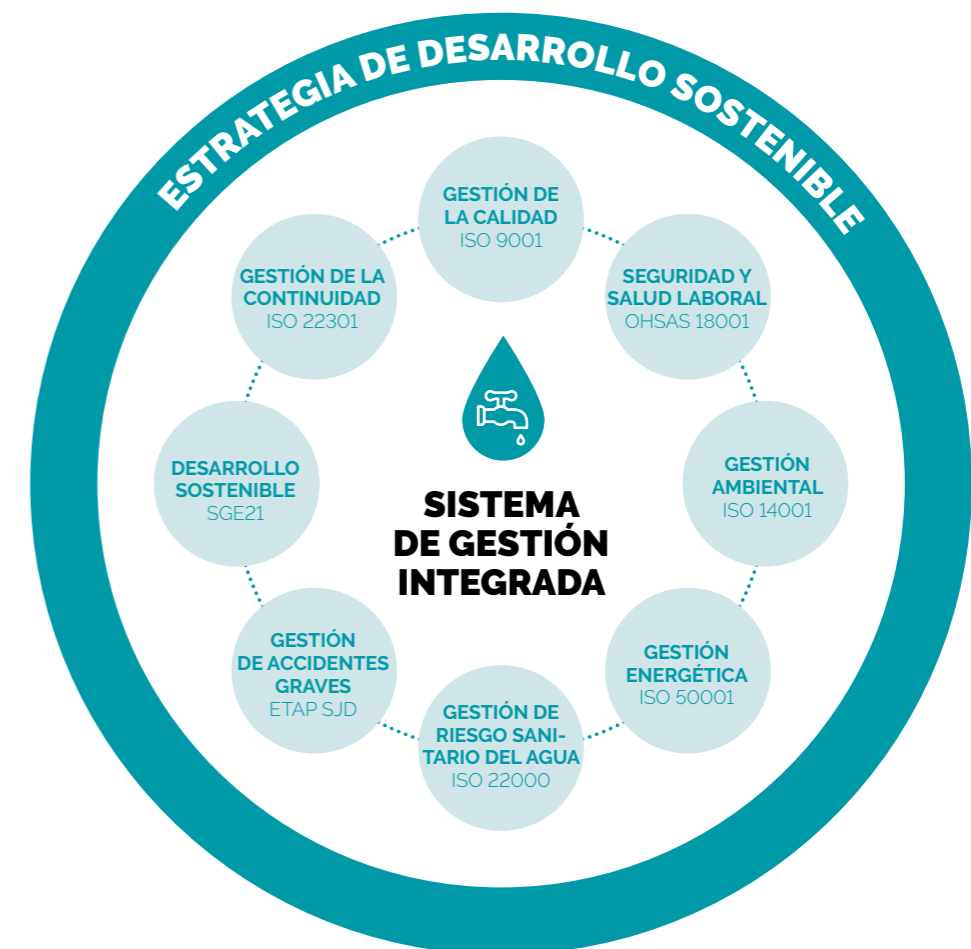 ESTRATEGIA DE DESARROLLO SOSTENIBLE
GESTIÓN DE
LA CALIDAD
ISO 9001
SEGURIDAD Y
SALUD LABORAL
OHSAS 18001
GESTIÓN
AMBIENTAL
ISO 14001
GESTIÓN
ENERGÉTICA
ISO 50001
GESTIÓN DE
RIESGO SANI-
TARIO DEL AGUA
ISO 22000
GESTIÓN
DE ACCIDENTES
GRAVES
ETAP SJD
DESARROLLO
SOSTENIBLE
SGE21
GESTIÓN DE LA
CONTINUIDAD
ISO 22301
SISTEMA
DE GESTIÓN
INTEGRADA